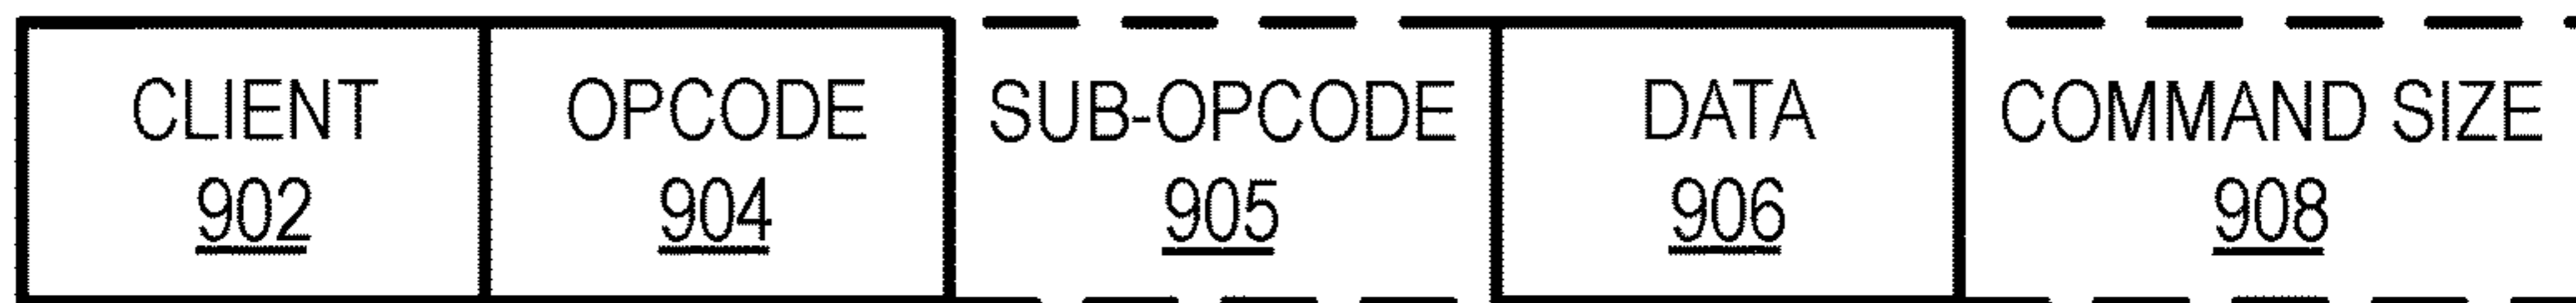 CLIENT OPCODE SUB-OPCODE DATA COMMAND SIZE
902 904 905 906 908